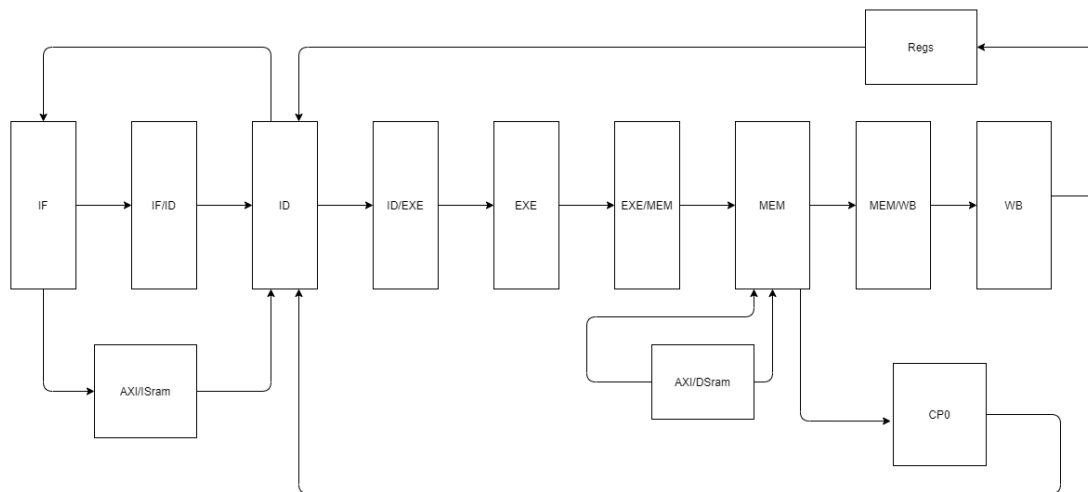 Regs
IF
IF/ID
ID
ID/EXE
EXE
EXE/MEM
MEM
MEM/WB
WB
AXI/ISram
AXI/DSram
CP0